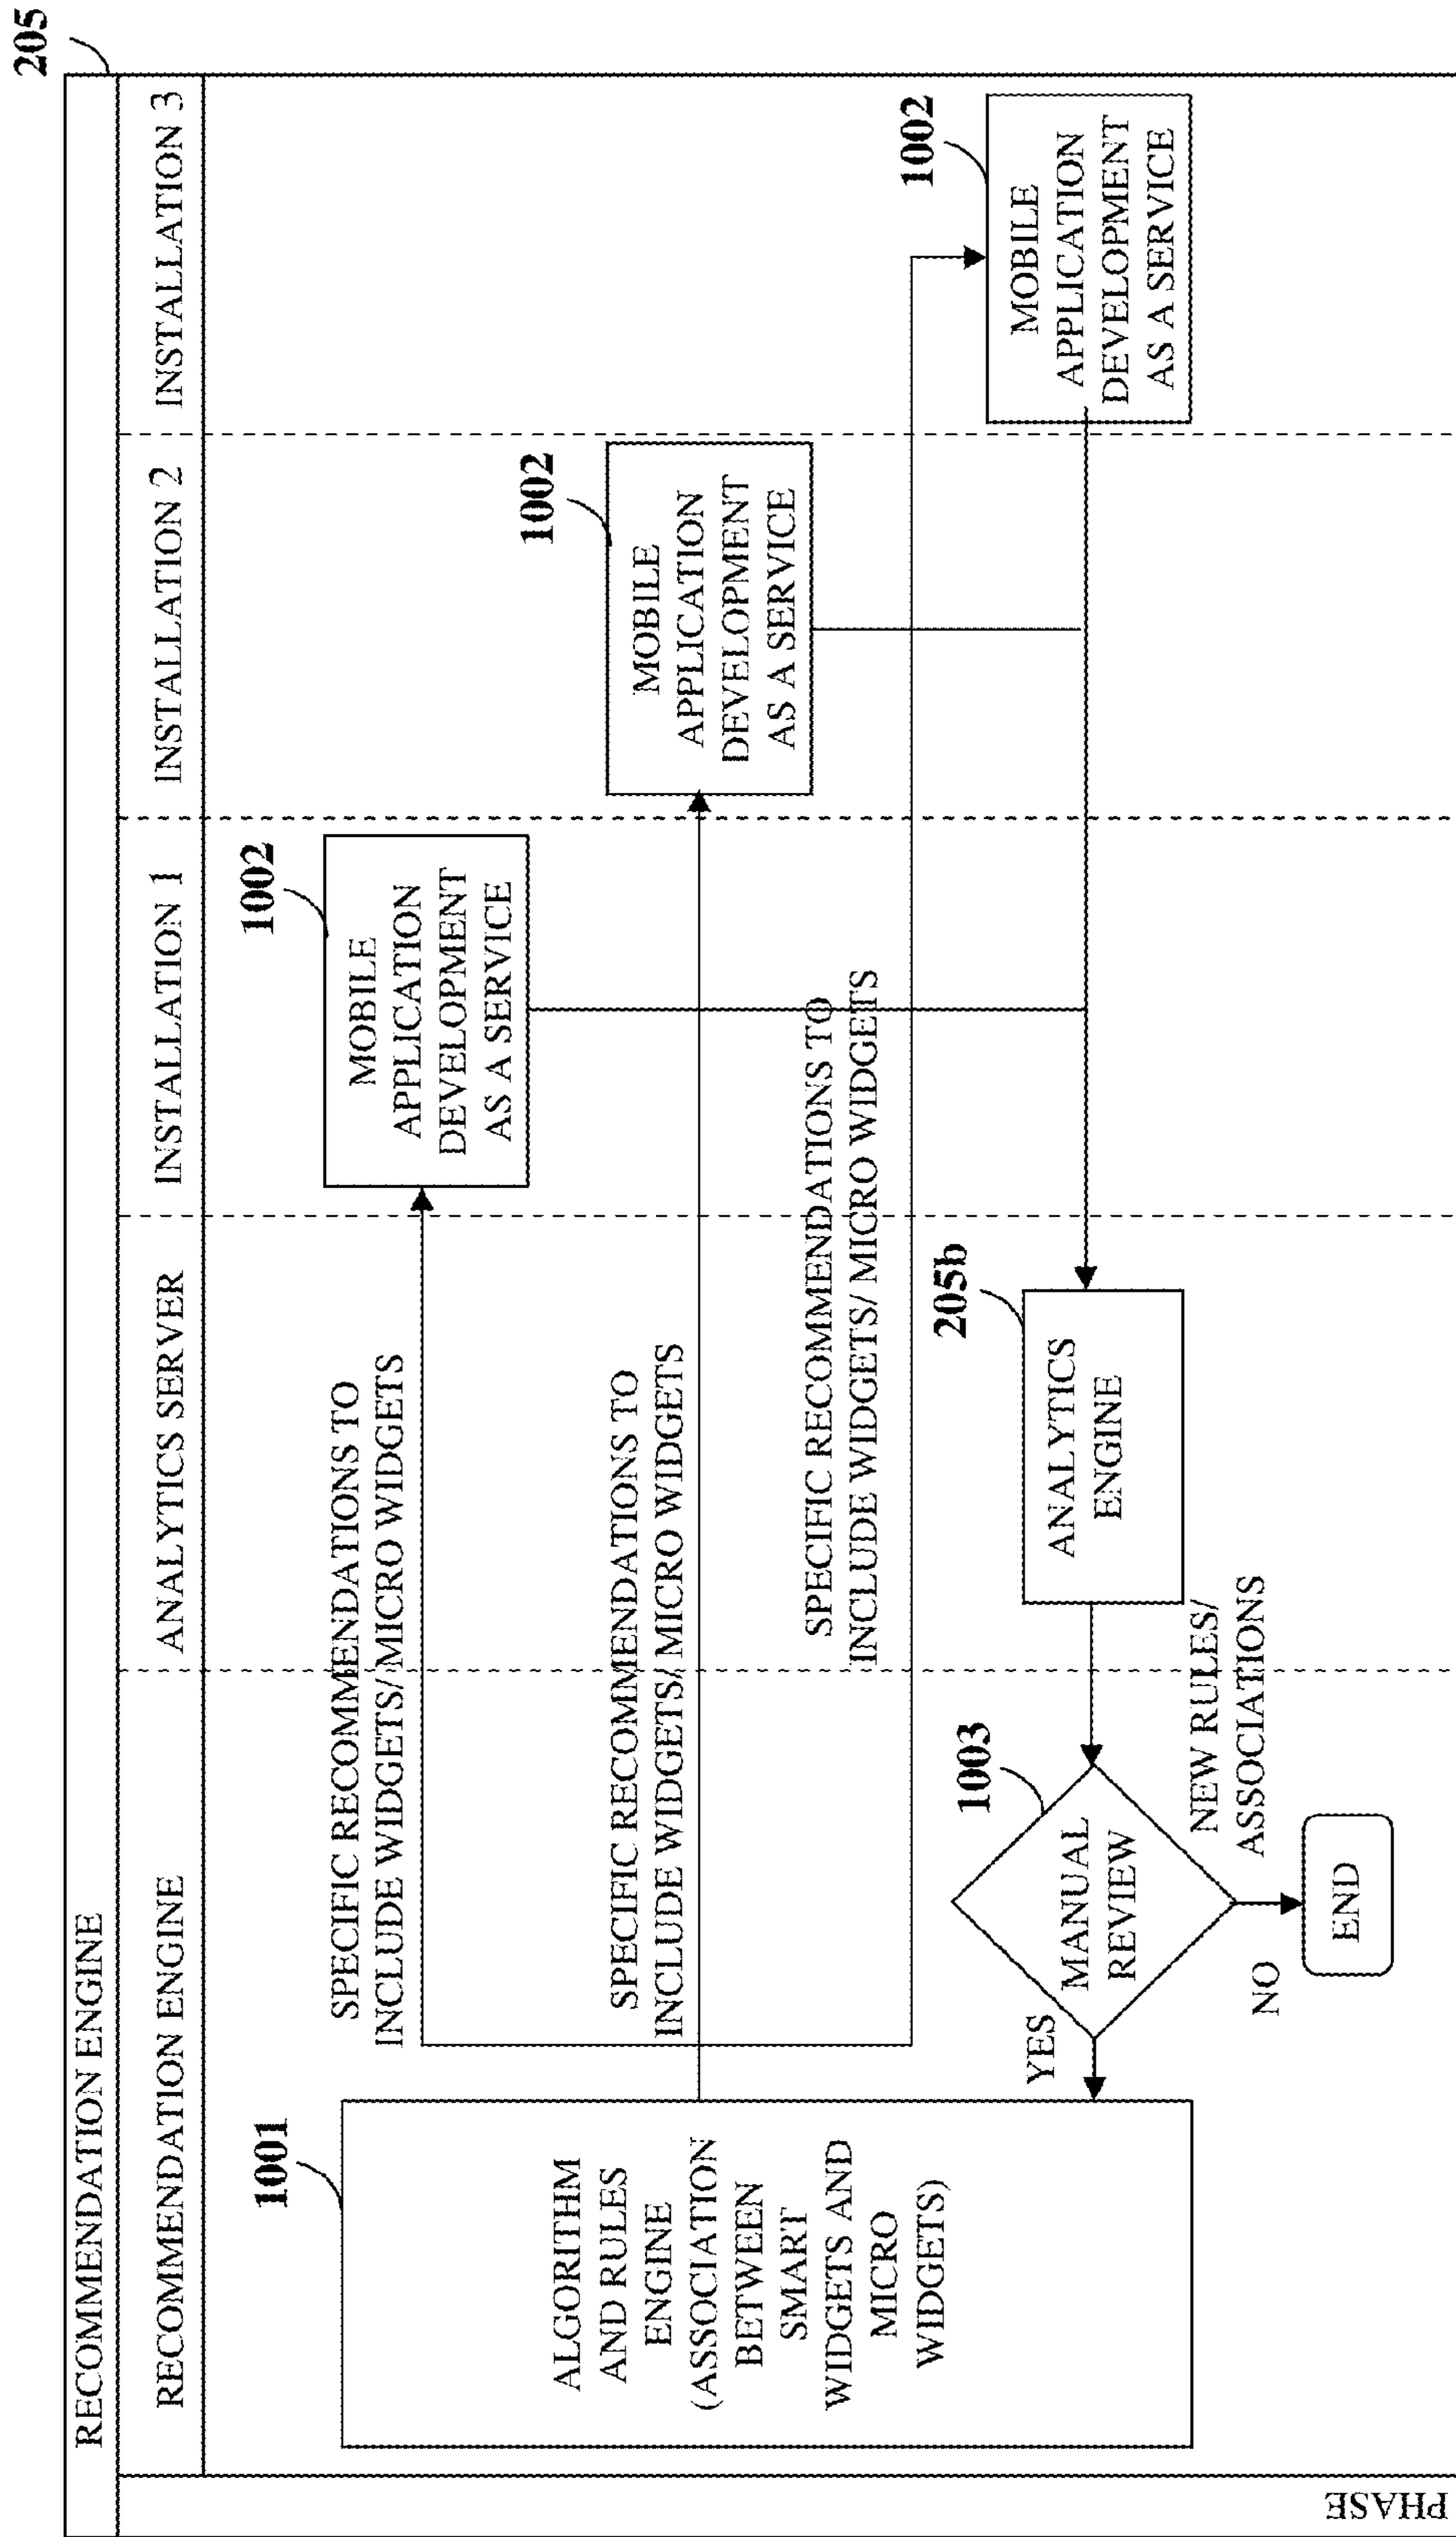 205
RECOMMENDATION ENGINE
RECOMMENDATION ENGINE
ANALYTICS SERVER
INSTALLATION 1
INSTALLATION 2
INSTALLATION 3
1001
ALGORITHM
AND RULES
ENGINE
(ASSOCIATION
BETWEEN
SMART
WIDGETS AND
MICRO
WIDGETS)
SPECIFIC RECOMMENDATIONS TO
INCLUDE WIDGETS/ MICRO WIDGETS
1002
MOBILE
APPLICATION
DEVELOPMENT
AS A SERVICE
SPECIFIC RECOMMENDATIONS TO
INCLUDE WIDGETS/ MICRO WIDGETS
1002
MOBILE
APPLICATION
DEVELOPMENT
AS A SERVICE
SPECIFIC RECOMMENDATIONS TO
INCLUDE WIDGETS/ MICRO WIDGETS
1002
MOBILE
APPLICATION
DEVELOPMENT
AS A SERVICE
205b
ANALYTICS
ENGINE
1003
MANUAL
REVIEW
YES
NEW RULES/
ASSOCIATIONS
NO
END
PHASE